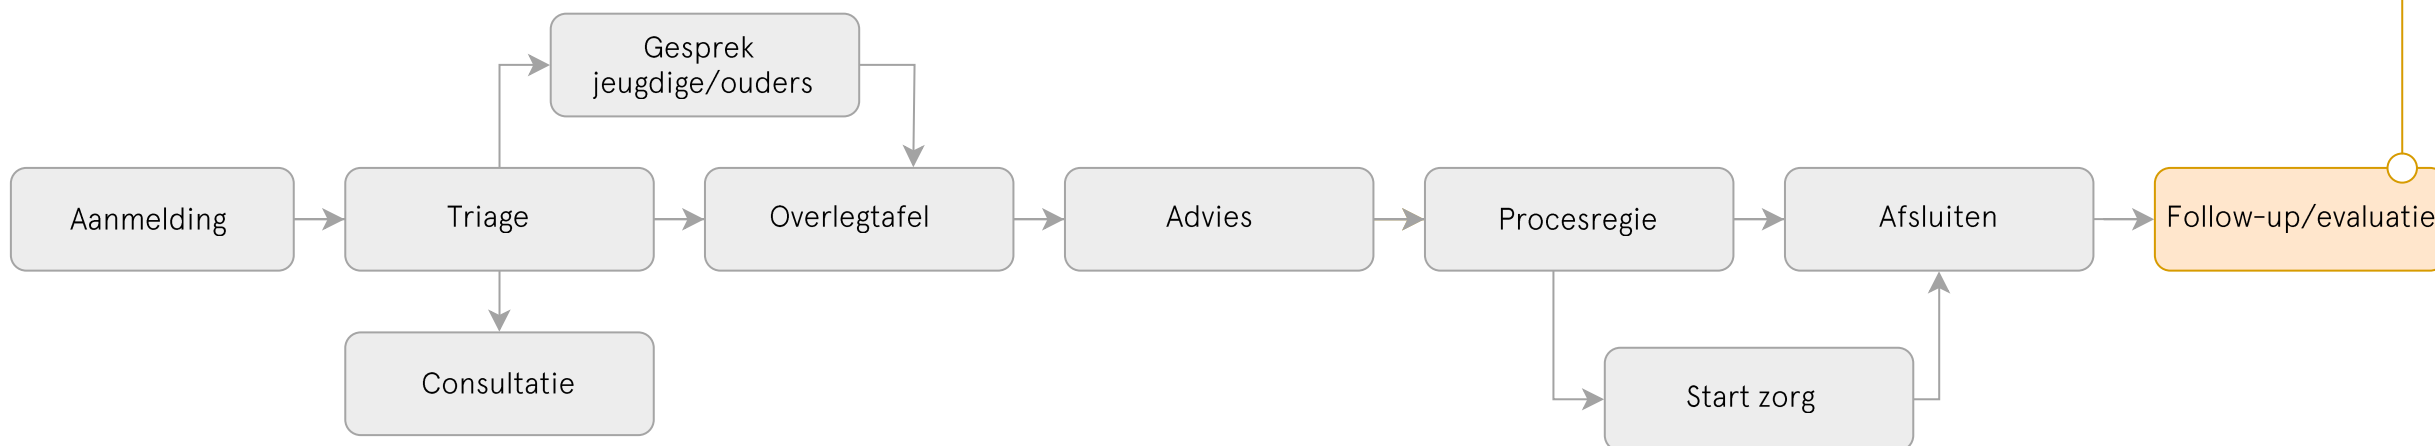 Gesprek
jeugdige/ouders
Aanmelding
Triage
Overlegtafel
Advies
Procesregie
Afsluiten
Follow-up/evaluatie
Consultatie
Start zorg